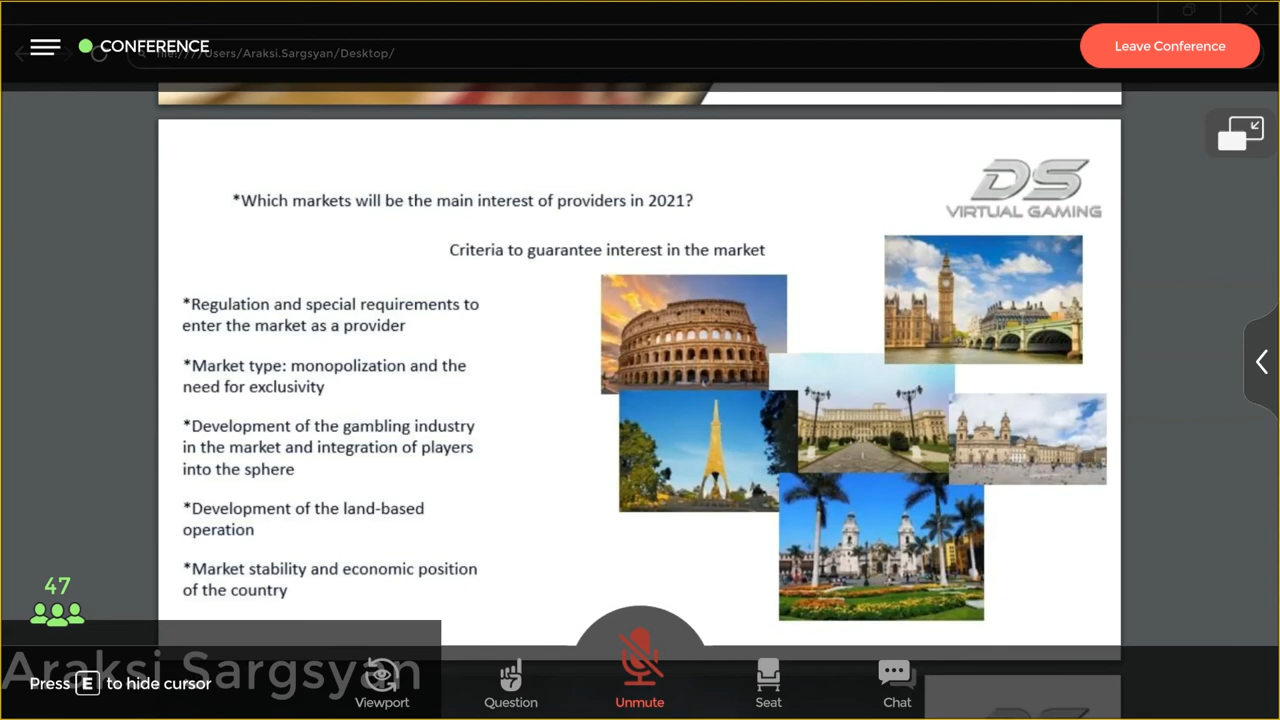 CONFERENCE
file:////Users/Araksi.Sargsyan/Desktop/
Leave Conference
*Which markets will be the main interest of providers in 2021?
DS
VIRTUAL GAMING
Criteria to guarantee interest in the market
*Regulation and special requirements to
enter the market as a provider
*Market type: monopolization and the
need for exclusivity
*Development of the gambling industry
in the market and integration of players
into the sphere
*Development of the land-based
operation
*Market stability and economic position
of the country
47
Araksi Sargsyan
Press E to hide cursor
Viewport
Question
Unmute
Seat
Chat